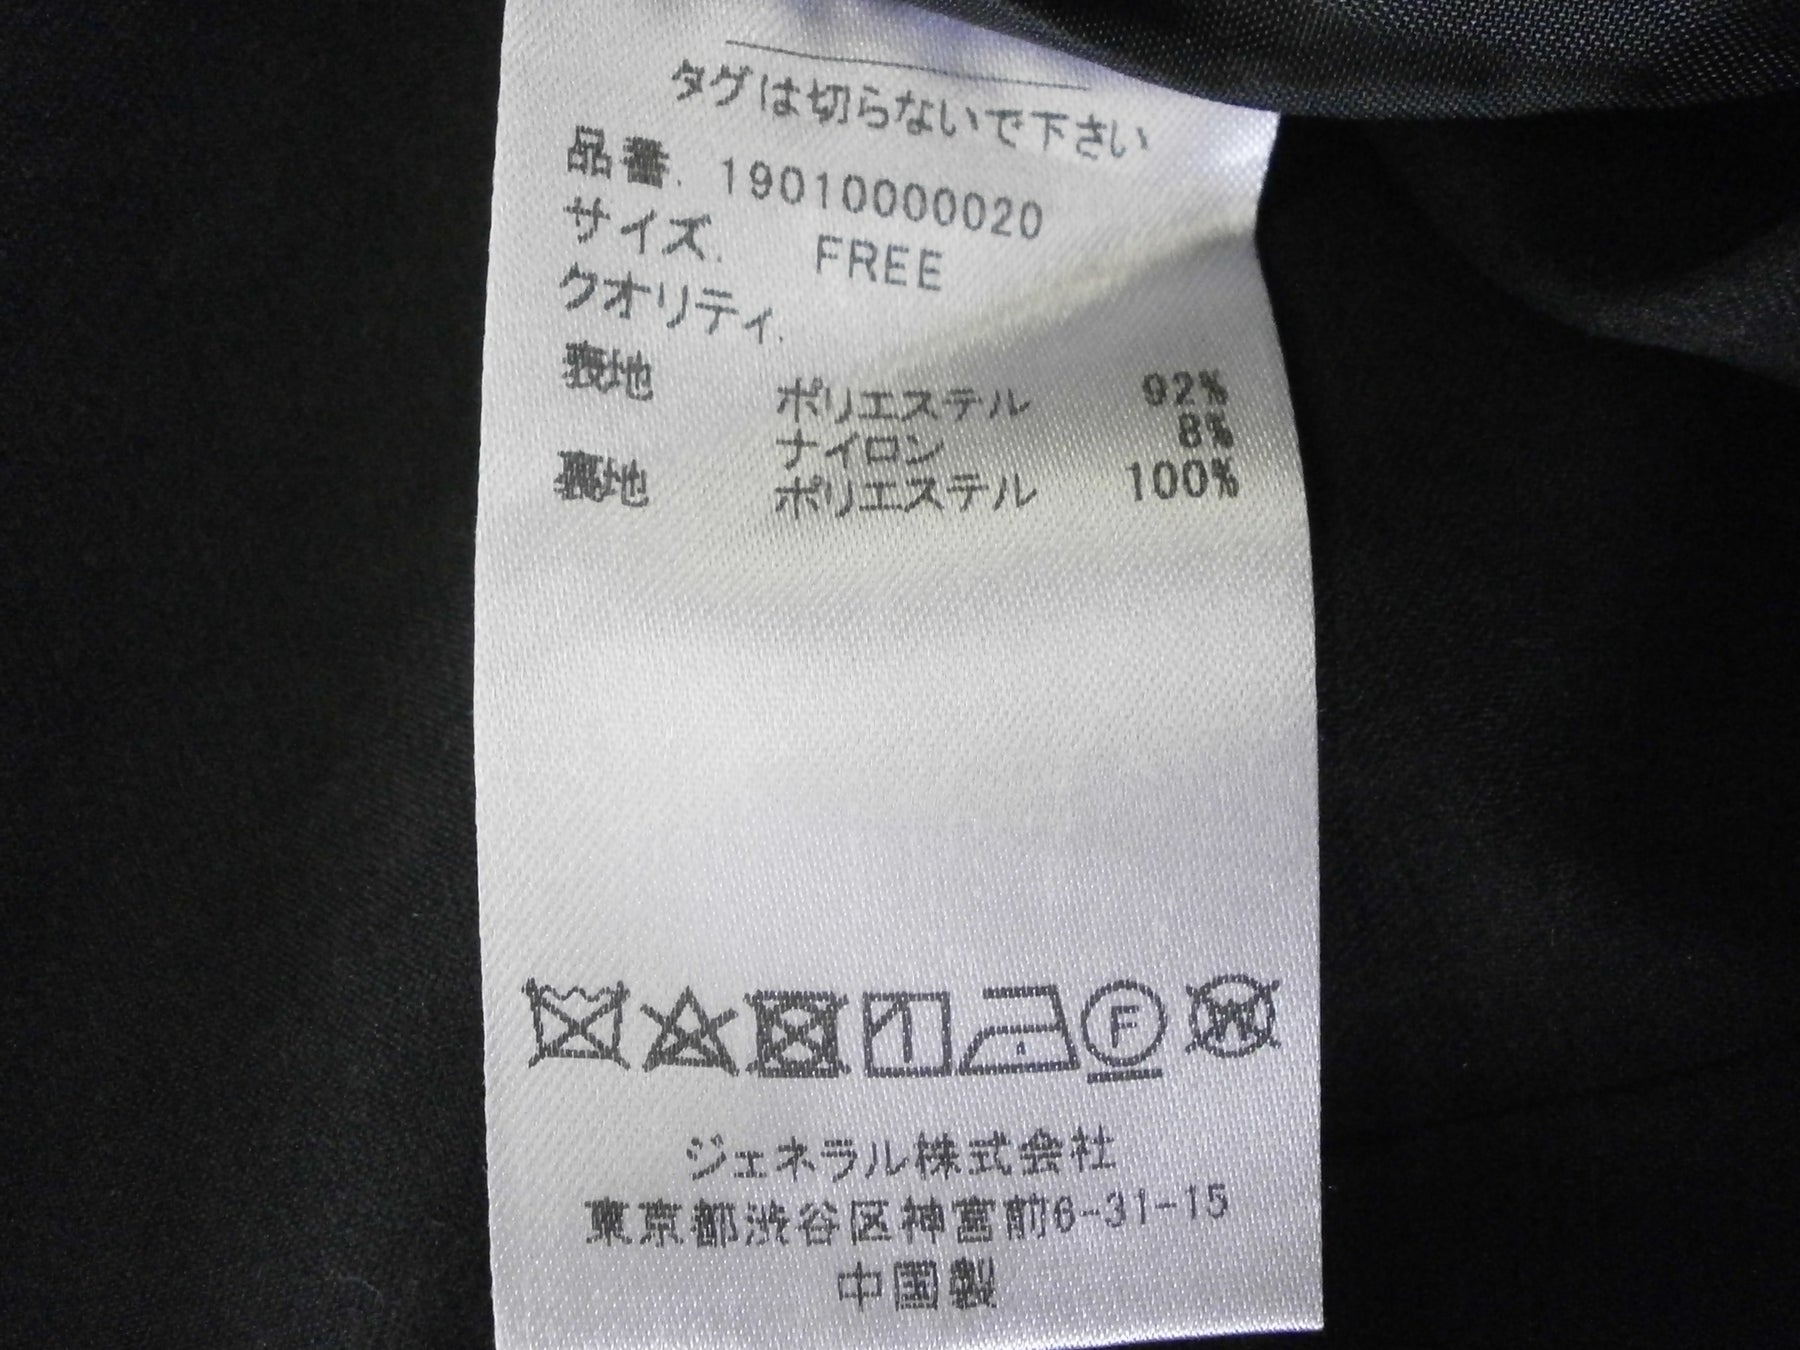 タグは切らないで下さい
品番. 19010000020
サイズ. FREE
クオリティ.
表地 ポリエステル 92%
ナイロン 8%
裏地 ポリエステル 100%
F
W
ジェネラル株式会社
東京都渋谷区神宮前6-31-15
中国製